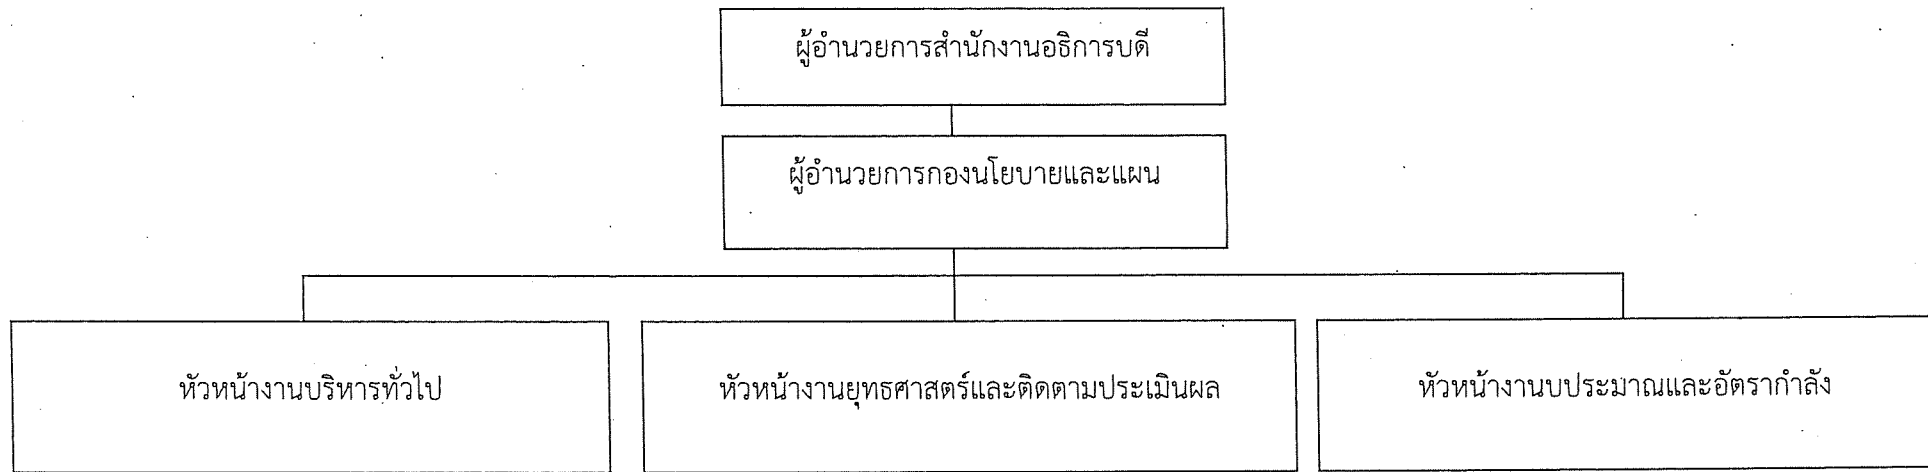 ผู้อำนวยการสำนักงานอธิการบดี
ผู้อำนวยการกองนโยบายและแผน
หัวหน้างานบริหารทั่วไป
หัวหน้างานยุทธศาสตร์และติดตามประเมินผล
หัวหน้างานบประมาณและอัตรากำลัง